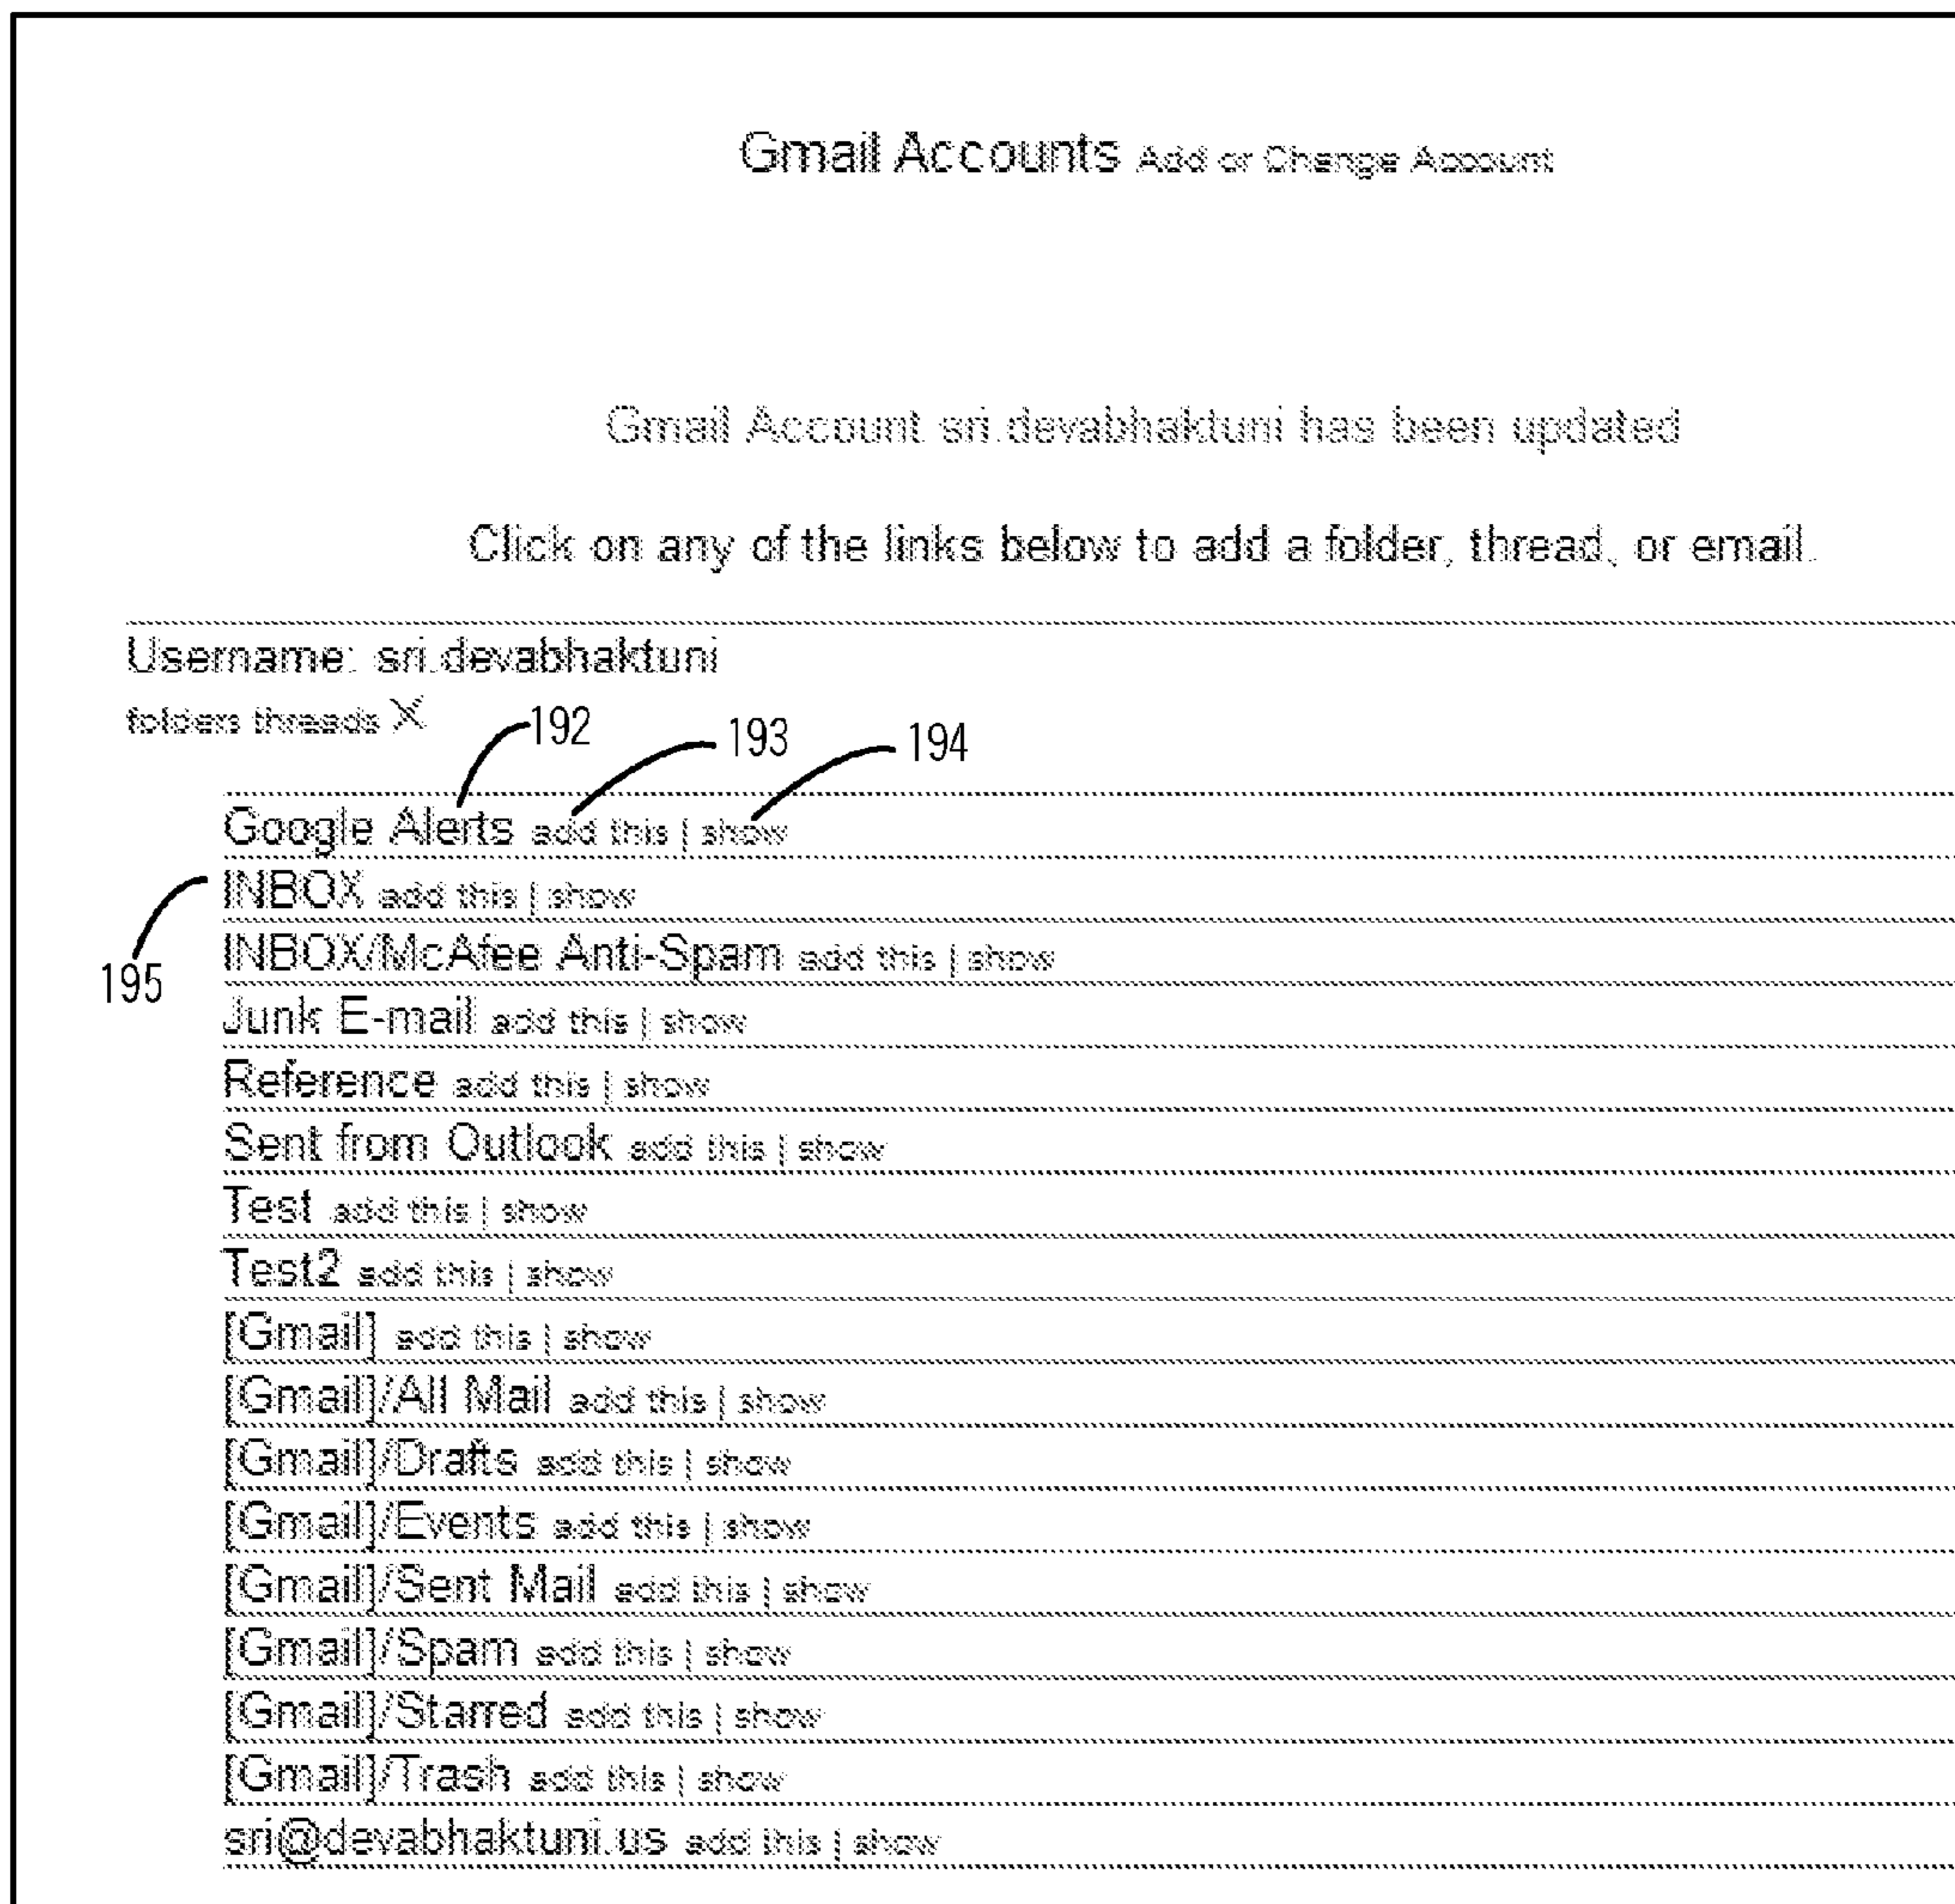 Gmail Accounts Add or Change Account
Gmail Account sri.devabhaktuni has been updated
Click on any of the links below to add a folder, thread, or email.
Username: sri.devabhaktuni
folders threads X
192
193
194
Google Alerts add this | show
INBOX add this | show
INBOX/McAfee Anti-Spam add this | show
195
Junk E-mail add this | show
Reference add this | show
Sent from Outlook add this | show
Test add this | show
Test2 add this | show
[Gmail] add this | show
[Gmail]/All Mail add this | show
[Gmail]/Drafts add this | show
[Gmail]/Events add this | show
[Gmail]/Sent Mail add this | show
[Gmail]/Spam add this | show
[Gmail]/Starred add this | show
[Gmail]/Trash add this | show
sri@devabhaktuni.us add this | show